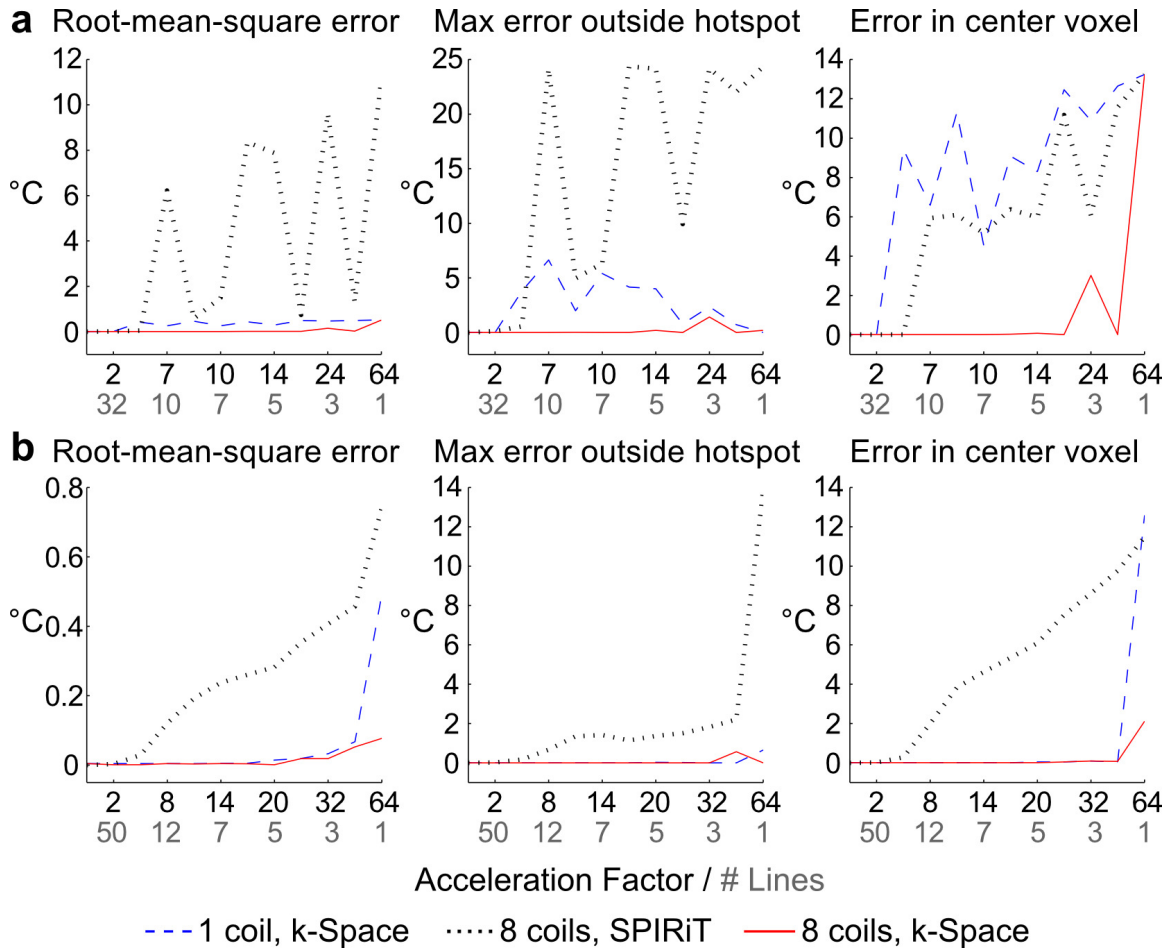 a Root-mean-square error Max error outside hotspot Error in center voxel
12
10
8
6
4
2
0
°C
25
20
15
10
5
0
-2
°C
14
12
10
8
6
4
2
0
°C
2 7 10 14 24 64
32 10 7 5 3 1
2 7 10 14 24 64
32 10 7 5 3 1
2 7 10 14 24 64
32 10 7 5 3 1
b Root-mean-square error Max error outside hotspot Error in center voxel
0.8
0.6
0.4
0.2
0
°C
14
12
10
8
6
4
2
0
°C
14
12
10
8
6
4
2
0
°C
2 8 14 20 32 64
50 12 7 5 3 1
2 8 14 20 32 64
50 12 7 5 3 1
2 8 14 20 32 64
50 12 7 5 3 1
Acceleration Factor / # Lines
1 coil, k-Space 8 coils, SPIRiT 8 coils, k-Space